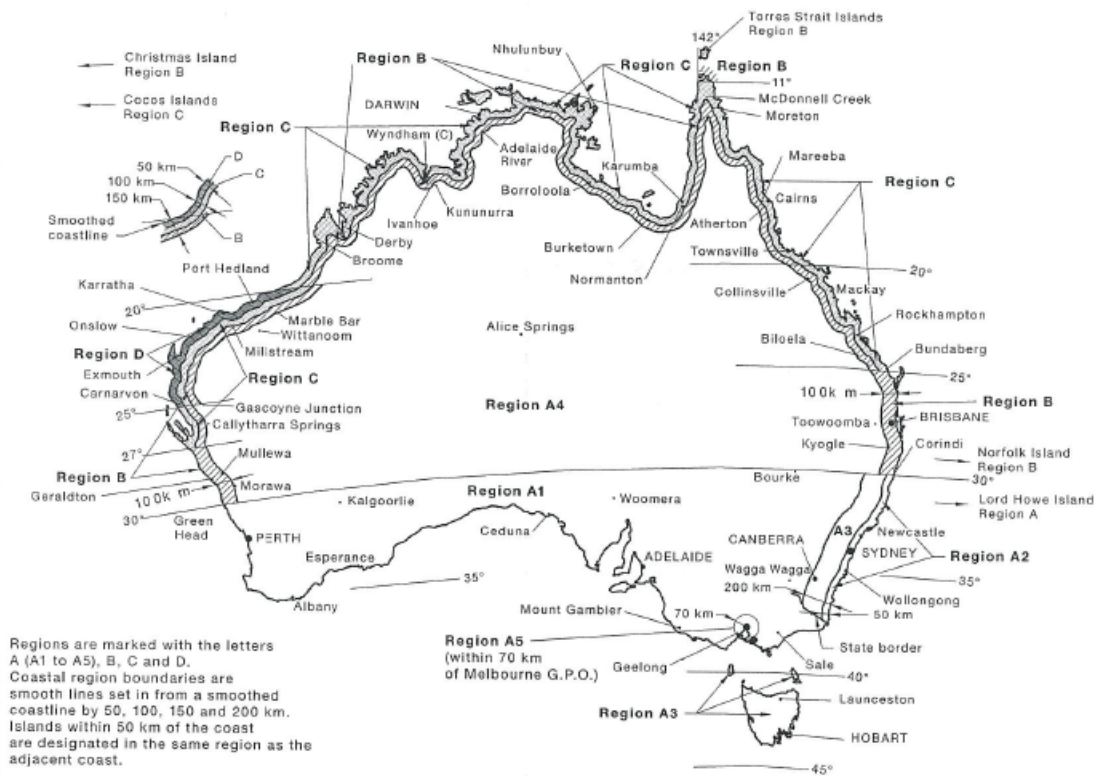 Torres Strait Islands
Region B
142°
Nhulunbuy
Christmas Island
Region B
Region B
Region C
Region B
11°
Cocos Islands
Region C
DARWIN
McDonnell Creek
Moreton
Region C
Wyndham (C)
50 km
D
Adelaide
River
Mareeba
100 km
C
Karumba
150 km
Borroloola
Region C
Cairns
Smoothed
coastline
Ivanhoe
Kununurra
Atherton
B
Derby
Burketown
Townsville
Broome
Port Hedland
Normanton
20°
Karratha
Collinsville
Mackay
20°
Marble Bar
Rockhampton
Onslow
Wittanoom
Alice Springs
Millstream
Biloela
Region D
Bundaberg
Exmouth
Region C
25°
Carnarvon
100k m
Region B
Gascoyne Junction
Region A4
25°
Callytharra Springs
Toowoomba
BRISBANE
Kyogle
Corindi
27°
Mullewa
Norfolk Island
Region B
Region B
Bourke
30°
Geraldton
100k m
Morawa
Region A1
Lord Howe Island
Region A
30°
Kalgoorlie
Woomera
Green
Head
Ceduna
A3
Newcastle
PERTH
CANBERRA
SYDNEY
Esperance
ADELAIDE
Region A2
Wagga Wagga
35°
35°
200 km
Albany
Wollongong
Mount Gambier
70 km
50 km
Regions are marked with the letters
A (A1 to A5), B, C and D.
Coastal region boundaries are
smooth lines set in from a smoothed
coastline by 50, 100, 150 and 200 km.
Islands within 50 km of the coast
are designated in the same region as the
adjacent coast.
Region A5
(within 70 km
of Melbourne G.P.O.)
State border
Geelong
Sale
40°
Launceston
Region A3
HOBART
45°